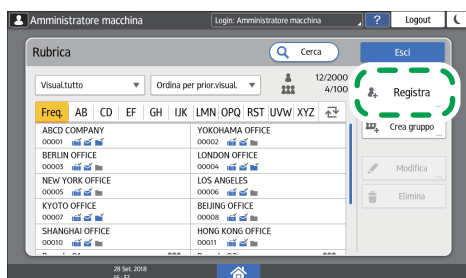 Amministratore macchina
Login: Amministratore macchina
?
Logout
Rubrica
Cerca
Esci
Visual.tutto
Ordina per prior.visual.
12/2000
4/100
Registra
Freq. AB CD EF GH IJK LMN OPQ RST UVW XYZ
Crea gruppo
ABCD COMPANY
00001
YOKOHAMA OFFICE
00002
BERLIN OFFICE
00003
LONDON OFFICE
00004
NEW YORK OFFICE
00005
LOS ANGELES
00006
Modifica
KYOTO OFFICE
00007
BEIJING OFFICE
00008
Elimina
SHANGHAI OFFICE
00010
HONG KONG OFFICE
00011
28 Set. 2018